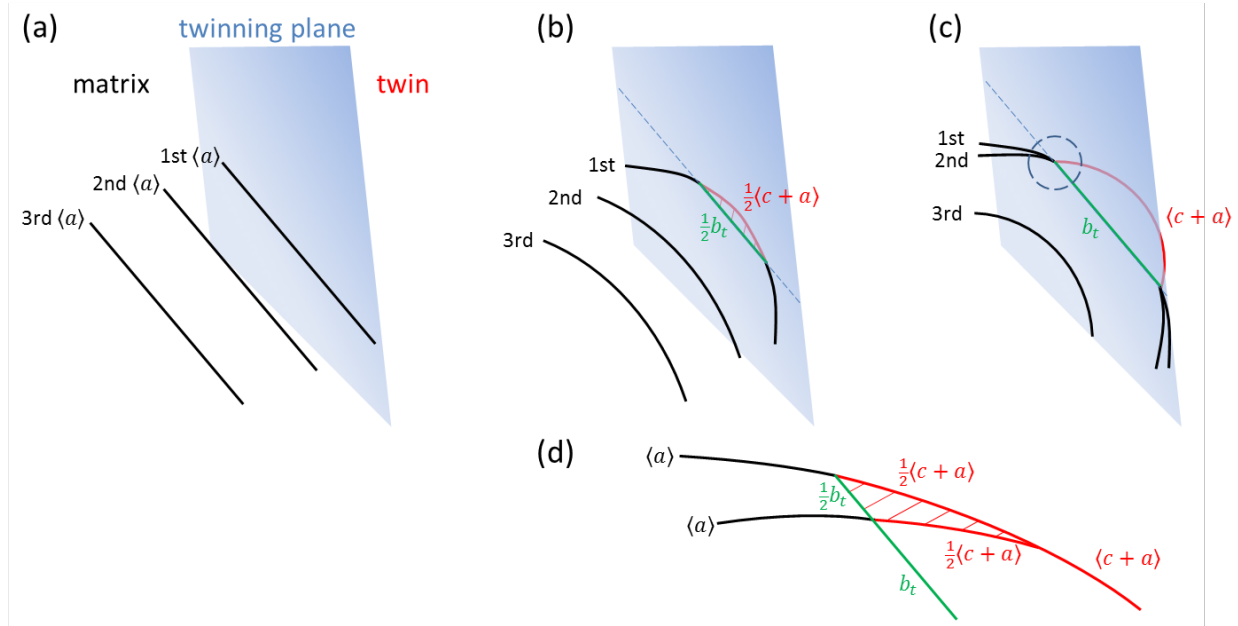 (a)
twinning plane
matrix
twin
1st ⟨a⟩
2nd ⟨a⟩
3rd ⟨a⟩
(b)
1st
2nd
3rd
½⟨c + a⟩
½b_t
(c)
1st
2nd
3rd
⟨c + a⟩
b_t
(d)
⟨a⟩
½⟨c + a⟩
½b_t
⟨a⟩
½⟨c + a⟩
⟨c + a⟩
b_t